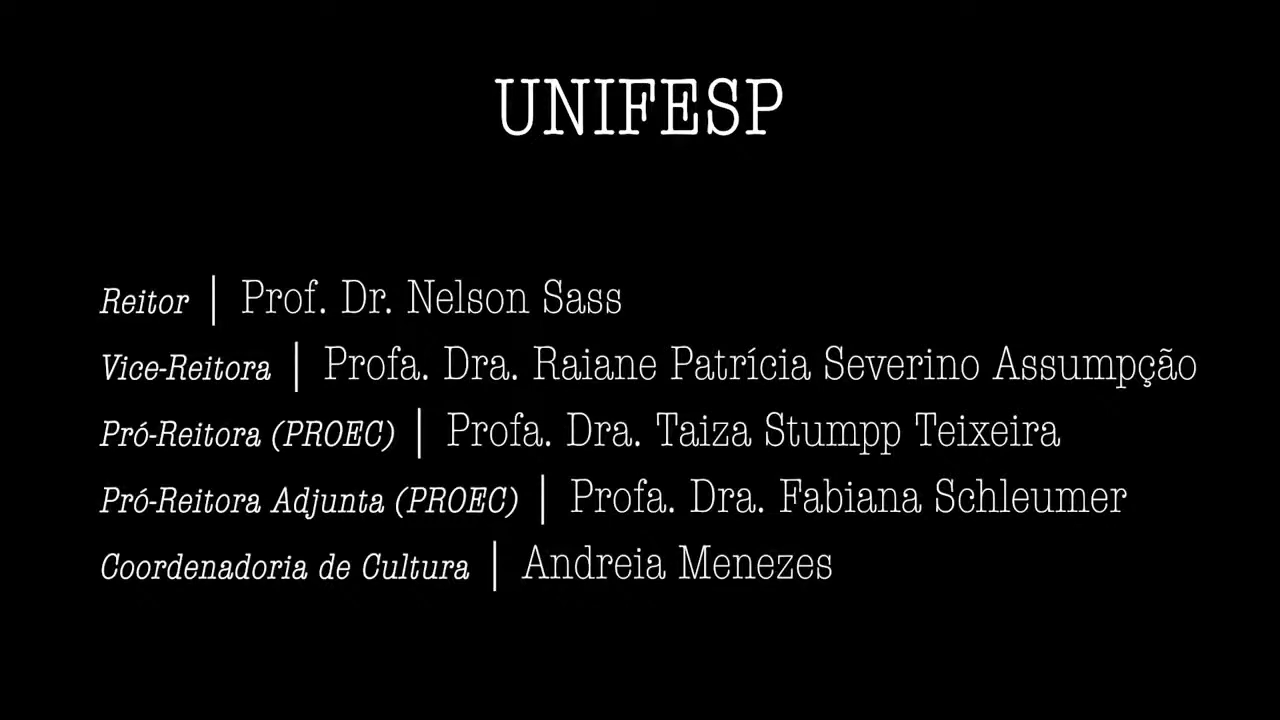 UNIFESP
Reitor | Prof. Dr. Nelson Sass
Vice-Reitora | Profa. Dra. Raiane Patrícia Severino Assumpção
Pró-Reitora (PROEC) | Profa. Dra. Taiza Stumpp Teixeira
Pró-Reitora Adjunta (PROEC) | Profa. Dra. Fabiana Schleumer
Coordenadoria de Cultura | Andreia Menezes